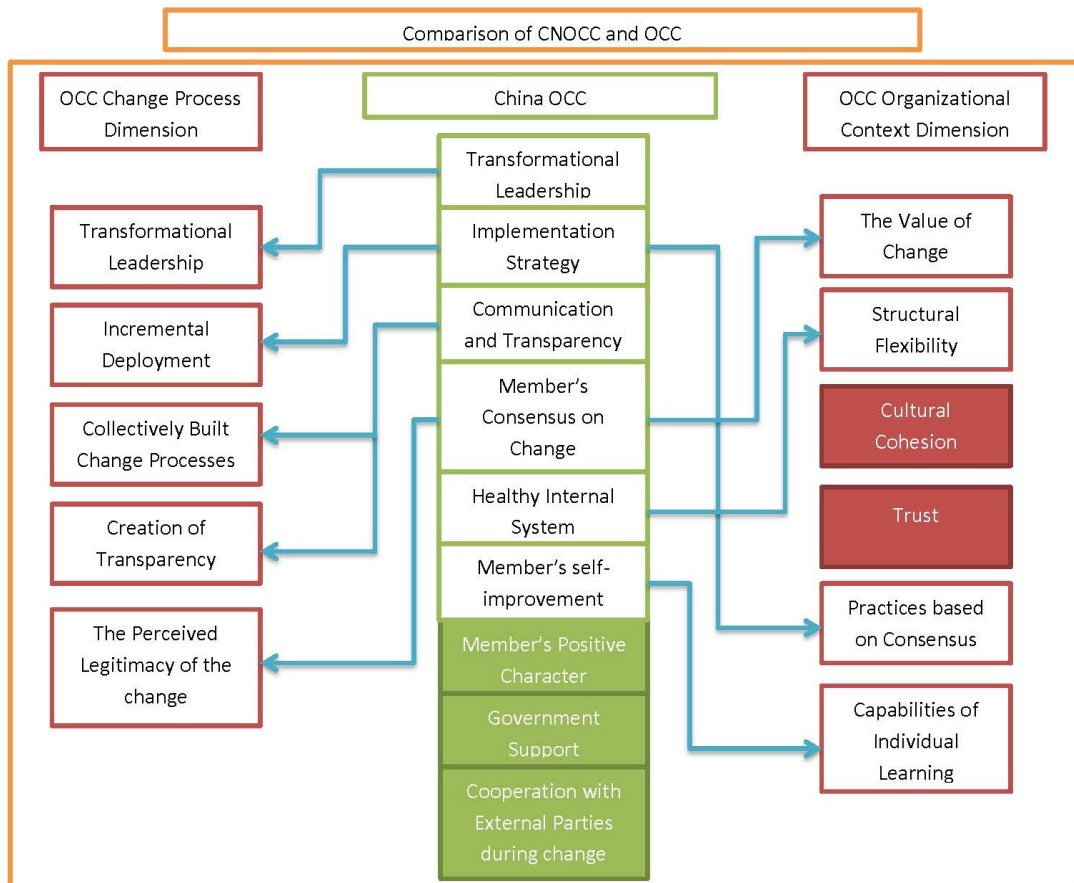 Comparison of CNOCC and OCC
OCC Change Process
Dimension
China OCC
OCC Organizational
Context Dimension
Transformational
Leadership
Incremental
Deployment
Collectively Built
Change Processes
Creation of
Transparency
The Perceived
Legitimacy of the
change
Transformational
Leadership
Implementation
Strategy
Communication
and Transparency
Member’s
Consensus on
Change
Healthy Internal
System
Member’s self-
improvement
Member’s Positive
Character
Government
Support
Cooperation with
External Parties
during change
The Value of
Change
Structural
Flexibility
Cultural
Cohesion
Trust
Practices based
on Consensus
Capabilities of
Individual
Learning